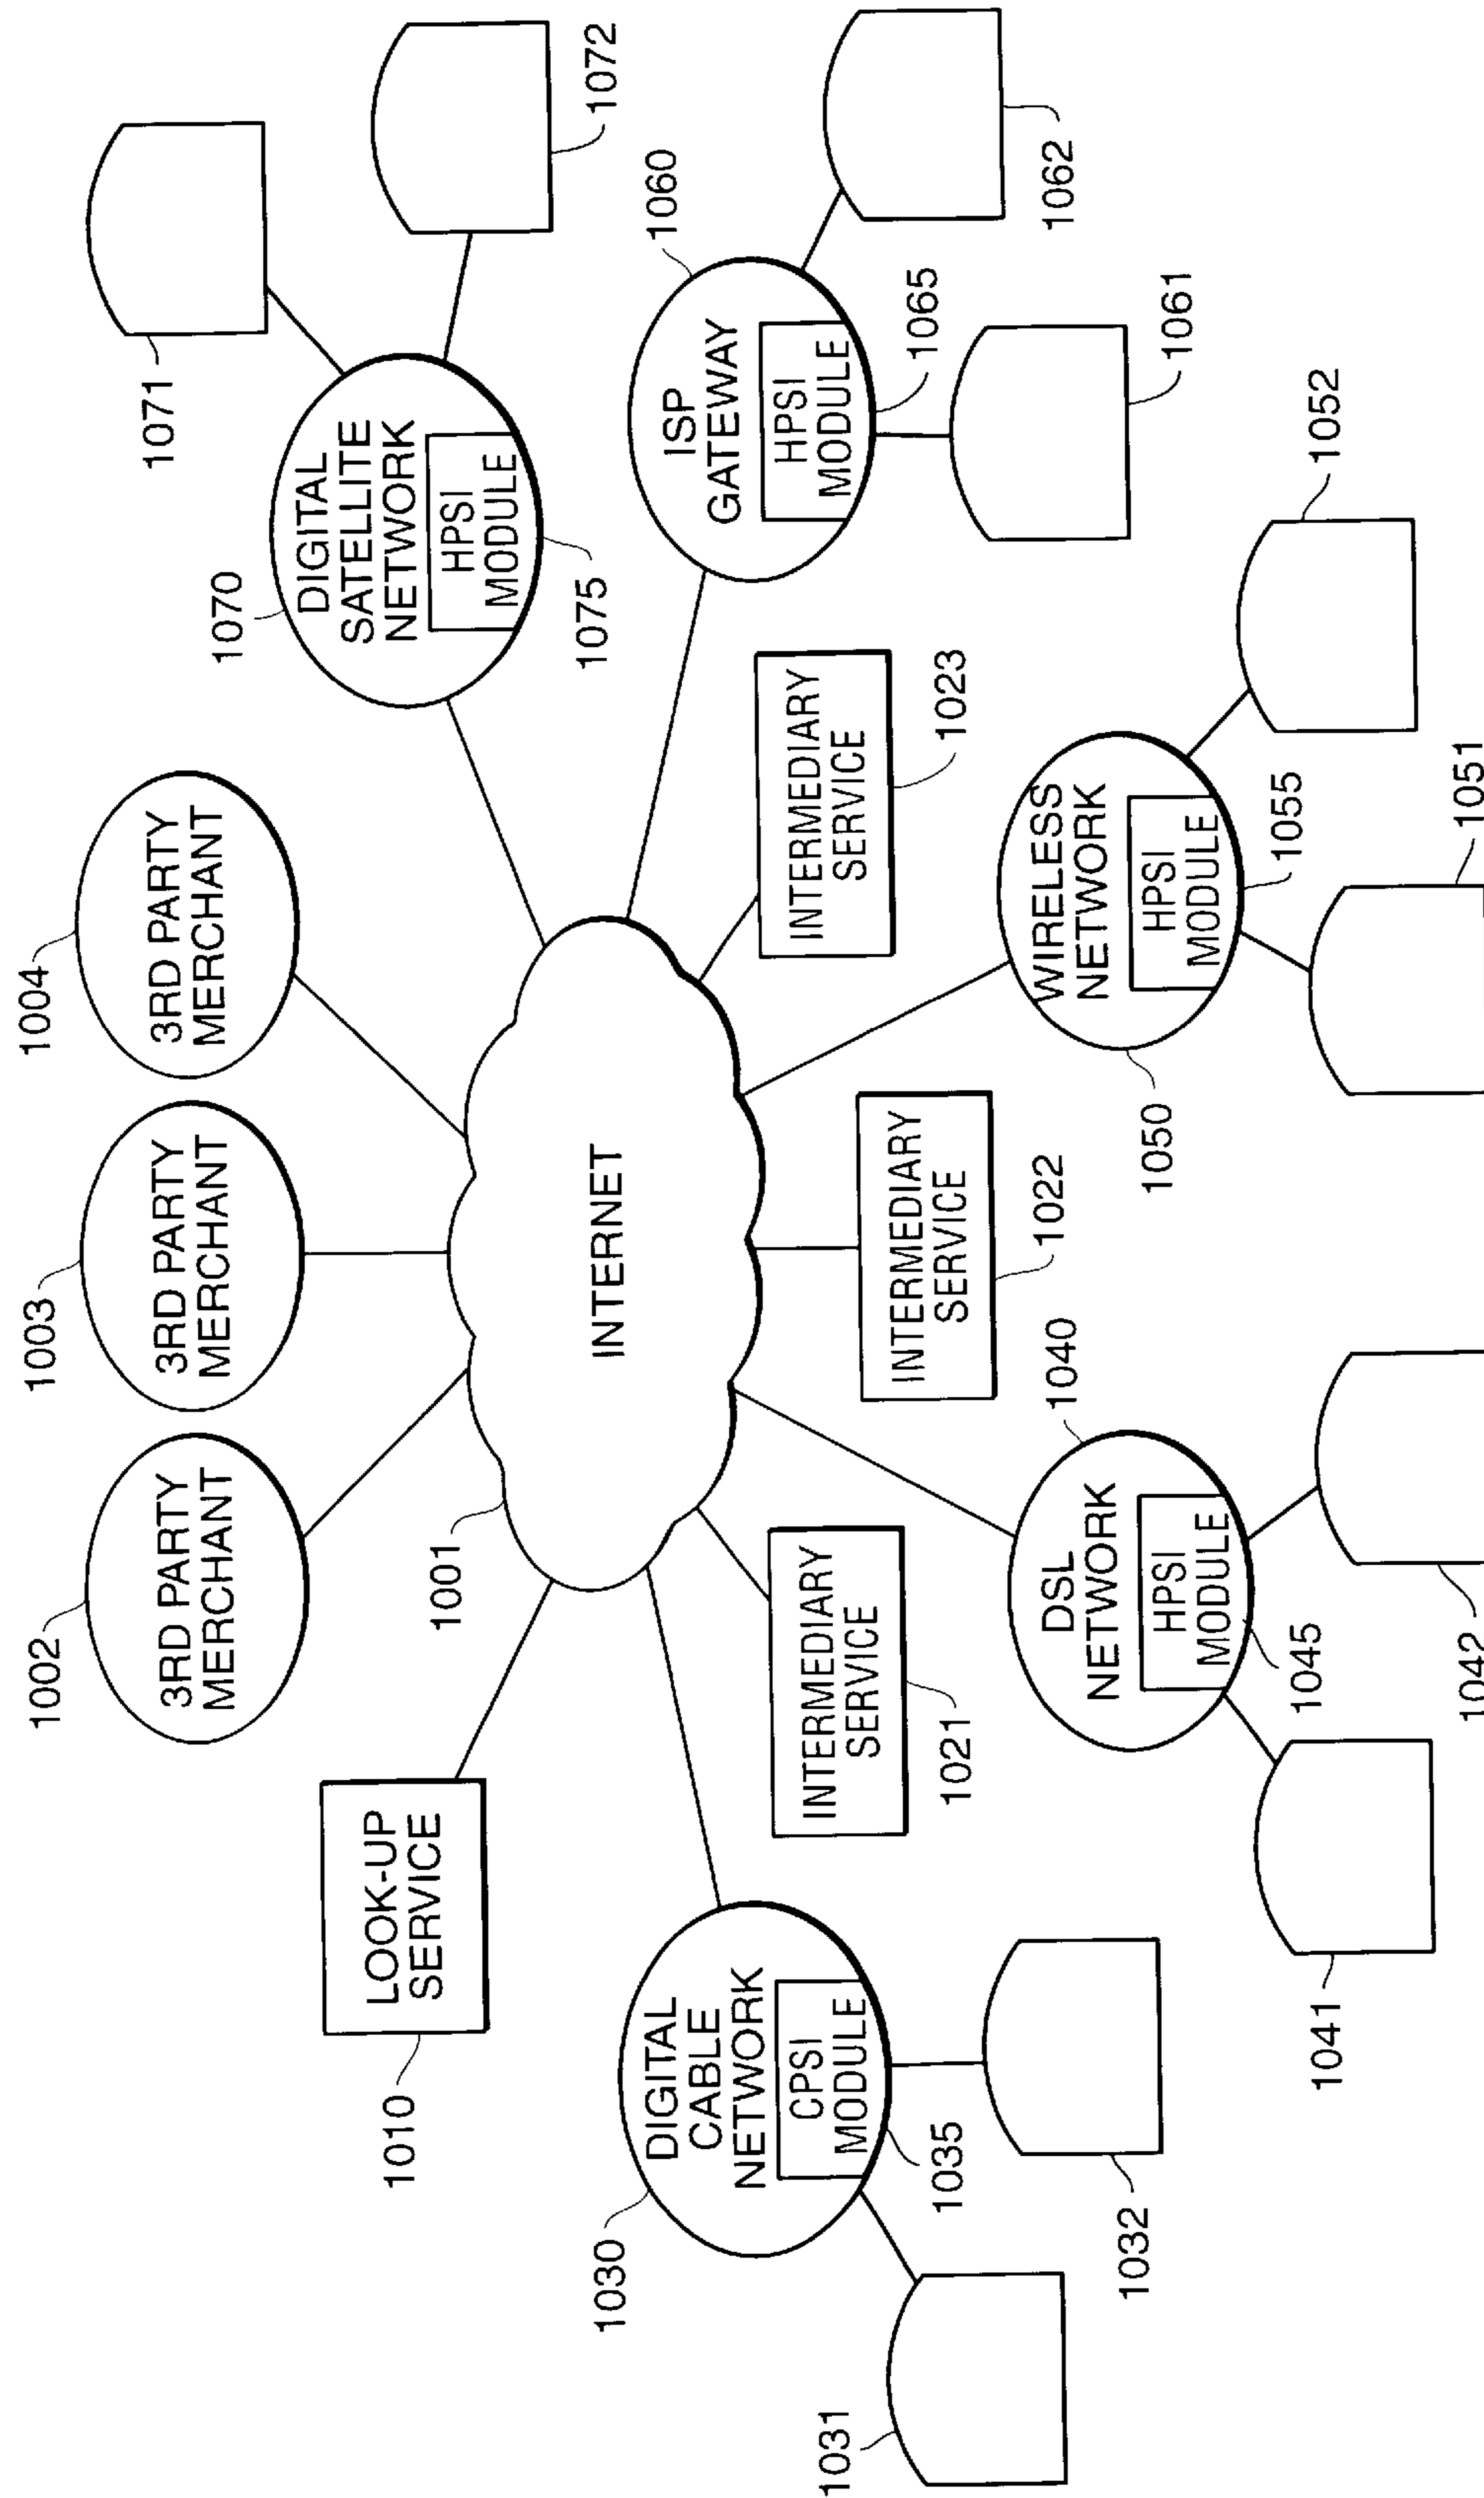 1002
3RD PARTY
MERCHANT
1003
3RD PARTY
MERCHANT
1004
3RD PARTY
MERCHANT
1071
1072
1070
DIGITAL
SATELLITE
NETWORK
HPSI
MODULE
1075
1010
LOOK-UP
SERVICE
1001
INTERNET
1060
ISP
GATEWAY
HPSI
MODULE
1065
1062
1061
1030
DIGITAL
CABLE
NETWORK
CPSI
MODULE
1035
1031
1032
INTERMEDIARY
SERVICE
1021
INTERMEDIARY
SERVICE
1022
INTERMEDIARY
SERVICE
1023
1040
DSL
NETWORK
HPSI
MODULE
1045
1041
1042
1050
WIRELESS
NETWORK
HPSI
MODULE
1055
1051
1052